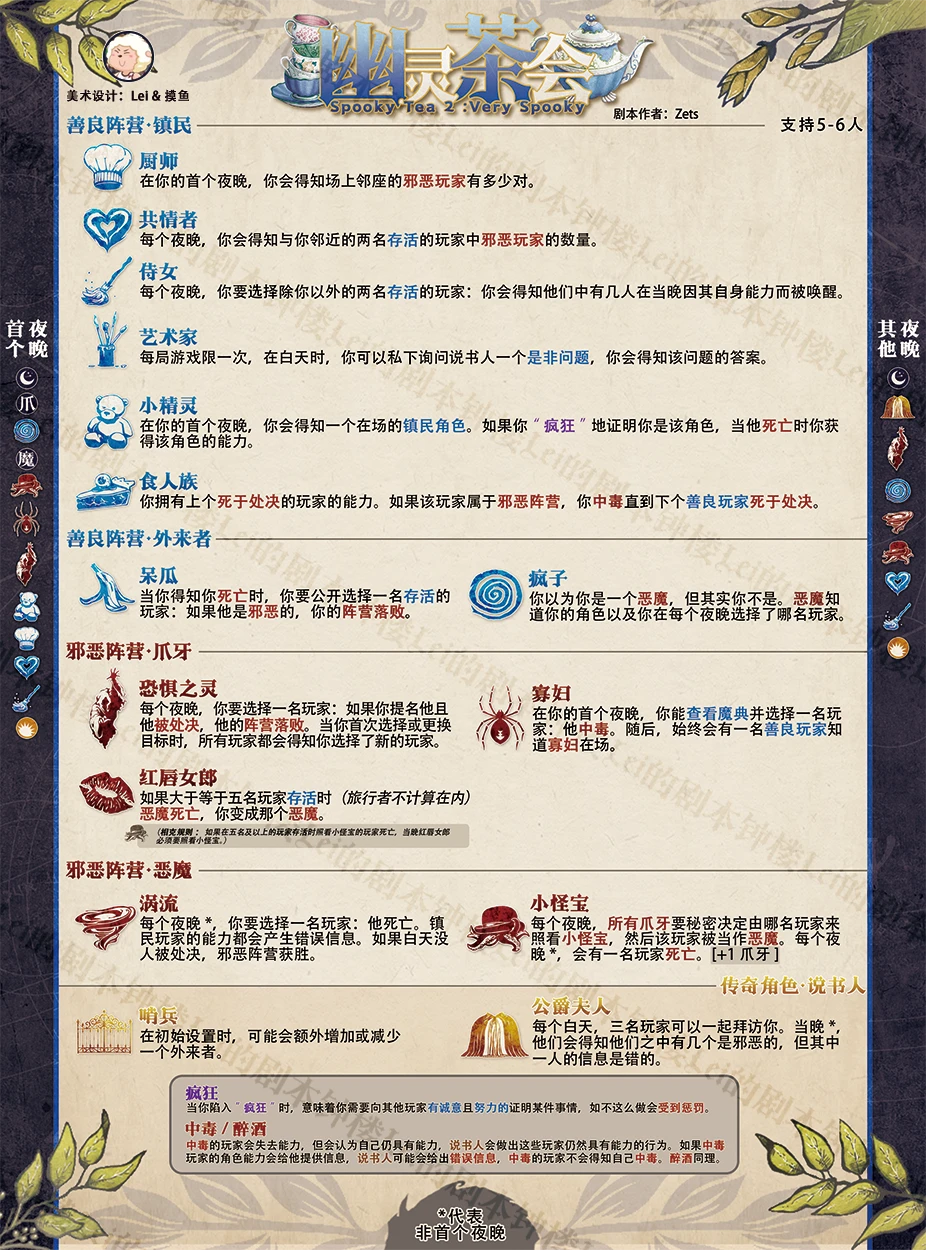 幽灵茶会
Spooky Tea 2 :Very Spooky
美术设计：Lei & 摸鱼
剧本作者：Zets
善良阵营·镇民
支持5-6人
厨师
在你的首个夜晚，你会得知场上邻座的邪恶玩家有多少对。
共情者
每个夜晚，你会得知与你邻近的两名存活的玩家中邪恶玩家的数量。
侍女
每个夜晚，你要选择除你以外的两名存活的玩家：你会得知他们中有几人在当晚因其自身能力而被唤醒。
艺术家
每局游戏限一次，在白天时，你可以私下询问说书人一个是非问题，你会得知该问题的答案。
小精灵
在你的首个夜晚，你会得知一个在场的镇民角色。如果你“疯狂”地证明你是该角色，当他死亡时你获
得该角色的能力。
食人族
你拥有上个死于处决的玩家的能力。如果该玩家属于邪恶阵营，你中毒直到下个善良玩家死于处决。
善良阵营·外来者
呆瓜
当你得知你死亡时，你要公开选择一名存活的
玩家：如果他是邪恶的，你的阵营落败。
疯子
你以为你是一个恶魔，但其实你不是。恶魔知
道你的角色以及你在每个夜晚选择了哪名玩家。
邪恶阵营·爪牙
恐惧之灵
每个夜晚，你要选择一名玩家：如果你提名他且
他被处决，他的阵营落败。当你首次选择或更换
目标时，所有玩家都会得知你选择了新的玩家。
寡妇
在你的首个夜晚，你能查看魔典并选择一名玩
家：他中毒。随后，始终会有一名善良玩家知
道寡妇在场。
红唇女郎
如果大于等于五名玩家存活时（旅行者不计算在内）
恶魔死亡，你变成那个恶魔。
（相克规则：如果在五名及以上的玩家存活时照看小怪宝的玩家死亡，当晚红唇女郎
必须要照看小怪宝。）
邪恶阵营·恶魔
涡流
每个夜晚*，你要选择一名玩家：他死亡。镇
民玩家的能力都会产生错误信息。如果白天没
人被处决，邪恶阵营获胜。
小怪宝
每个夜晚，所有爪牙要秘密决定由哪名玩家来
照看小怪宝，然后该玩家被当作恶魔。每个夜
晚*，会有一名玩家死亡。[+1 爪牙]
传奇角色·说书人
哨兵
在初始设置时，可能会额外增加或减少
一个外来者。
公爵夫人
每个白天，三名玩家可以一起拜访你。当晚*，
他们会得知他们之中有几个是邪恶的，但其中
一人的信息是错的。
疯狂
当你陷入“疯狂”时，意味着你需要向其他玩家有诚意且努力的证明某件事情，如不这么做会受到惩罚。
中毒 / 醉酒
中毒的玩家会失去能力，但会认为自己仍具有能力，说书人会做出这些玩家仍然具有能力的行为。如果中毒
玩家的角色能力会给他提供信息，说书人可能会给出错误信息，中毒的玩家不会得知自己中毒。醉酒同理。
*代表
非首个夜晚
首个夜晚
爪
魔
其他夜晚
Lei的剧本钟楼